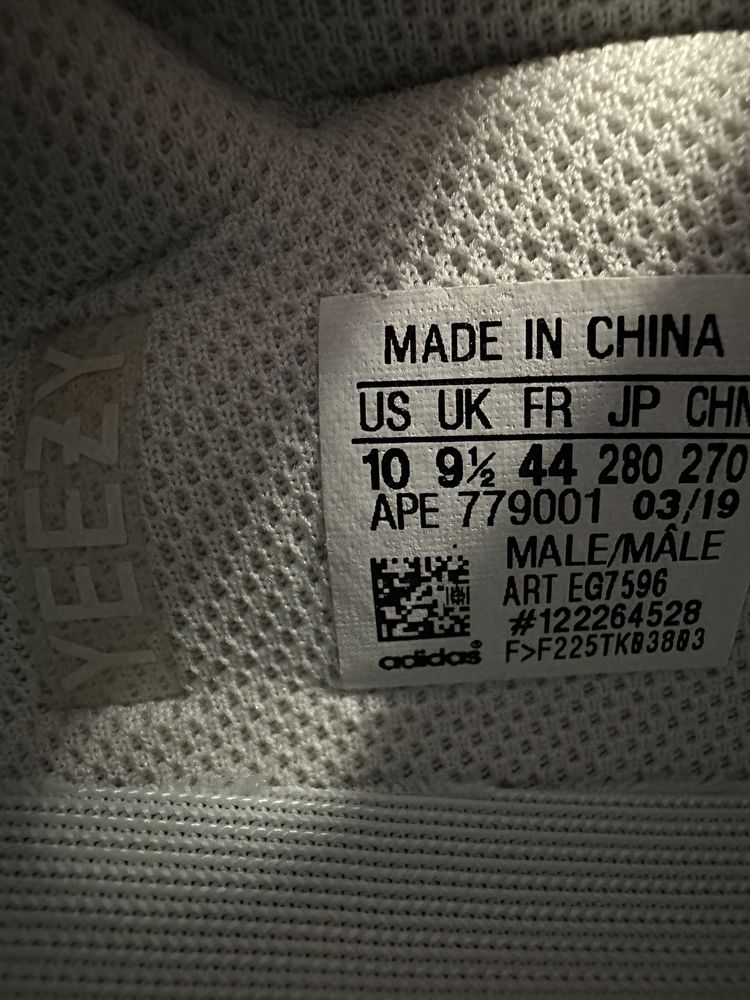 YEEZY
MADE IN CHINA
US UK FR JP CHN
10 9½ 44 280 270
APE 779001 03/19
MALE/MÂLE
ART EG7596
#122264528
F>F225TK03803
adidas®